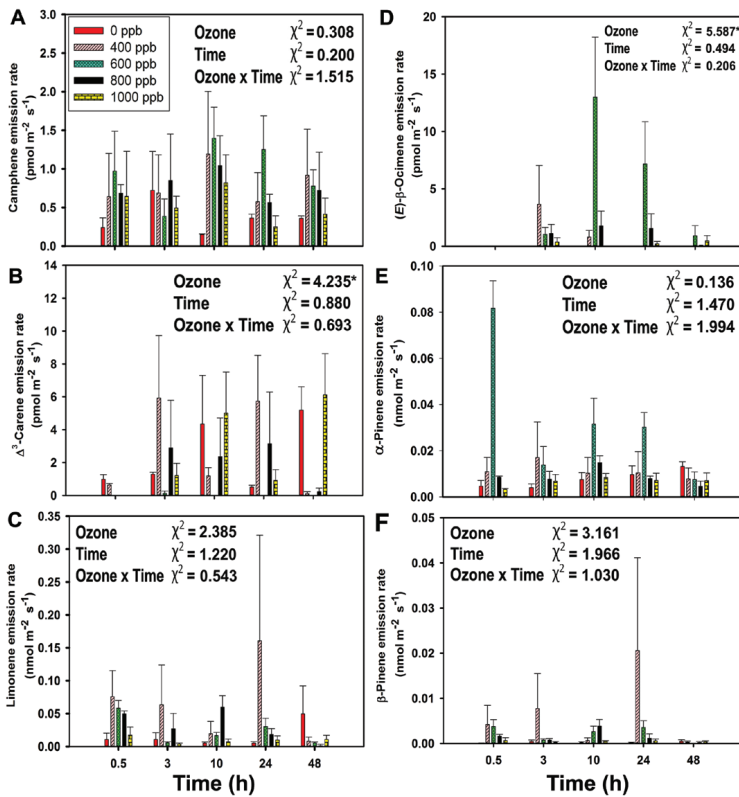 A
0 ppb
400 ppb
600 ppb
800 ppb
1000 ppb
Ozone χ² = 0.308
Time χ² = 0.200
Ozone x Time χ² = 1.515
Camphene emission rate
(pmol m⁻² s⁻¹)
3.0
2.5
2.0
1.5
1.0
0.5
0.0
B
Ozone χ² = 4.235*
Time χ² = 0.880
Ozone x Time χ² = 0.693
Δ³-Carene emission rate
(pmol m⁻² s⁻¹)
14
12
10
8
6
4
2
0
C
Ozone χ² = 2.385
Time χ² = 1.220
Ozone x Time χ² = 0.543
Limonene emission rate
(nmol m⁻² s⁻¹)
0.35
0.30
0.25
0.20
0.15
0.10
0.05
0.00
0.5 3 10 24 48
Time (h)
D
Ozone χ² = 5.587*
Time χ² = 0.494
Ozone x Time χ² = 0.206
(E)-β-Ocimene emission rate
(pmol m⁻² s⁻¹)
20
15
10
5
0
E
Ozone χ² = 0.136
Time χ² = 1.470
Ozone x Time χ² = 1.994
α-Pinene emission rate
(nmol m⁻² s⁻¹)
0.10
0.08
0.06
0.04
0.02
0.00
F
Ozone χ² = 3.161
Time χ² = 1.966
Ozone x Time χ² = 1.030
β-Pinene emission rate
(nmol m⁻² s⁻¹)
0.05
0.04
0.03
0.02
0.01
0.00
0.5 3 10 24 48
Time (h)